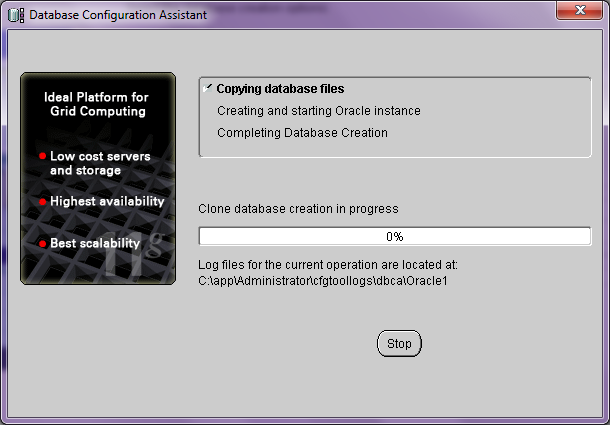 Database Configuration Assistant
Ideal Platform for
Grid Computing
Low cost servers
and storage
Highest availability
Best scalability
11g
Copying database files
Creating and starting Oracle instance
Completing Database Creation
Clone database creation in progress
0%
Log files for the current operation are located at:
C:\app\Administrator\cfgtoollogs\dbca\Oracle1
Stop